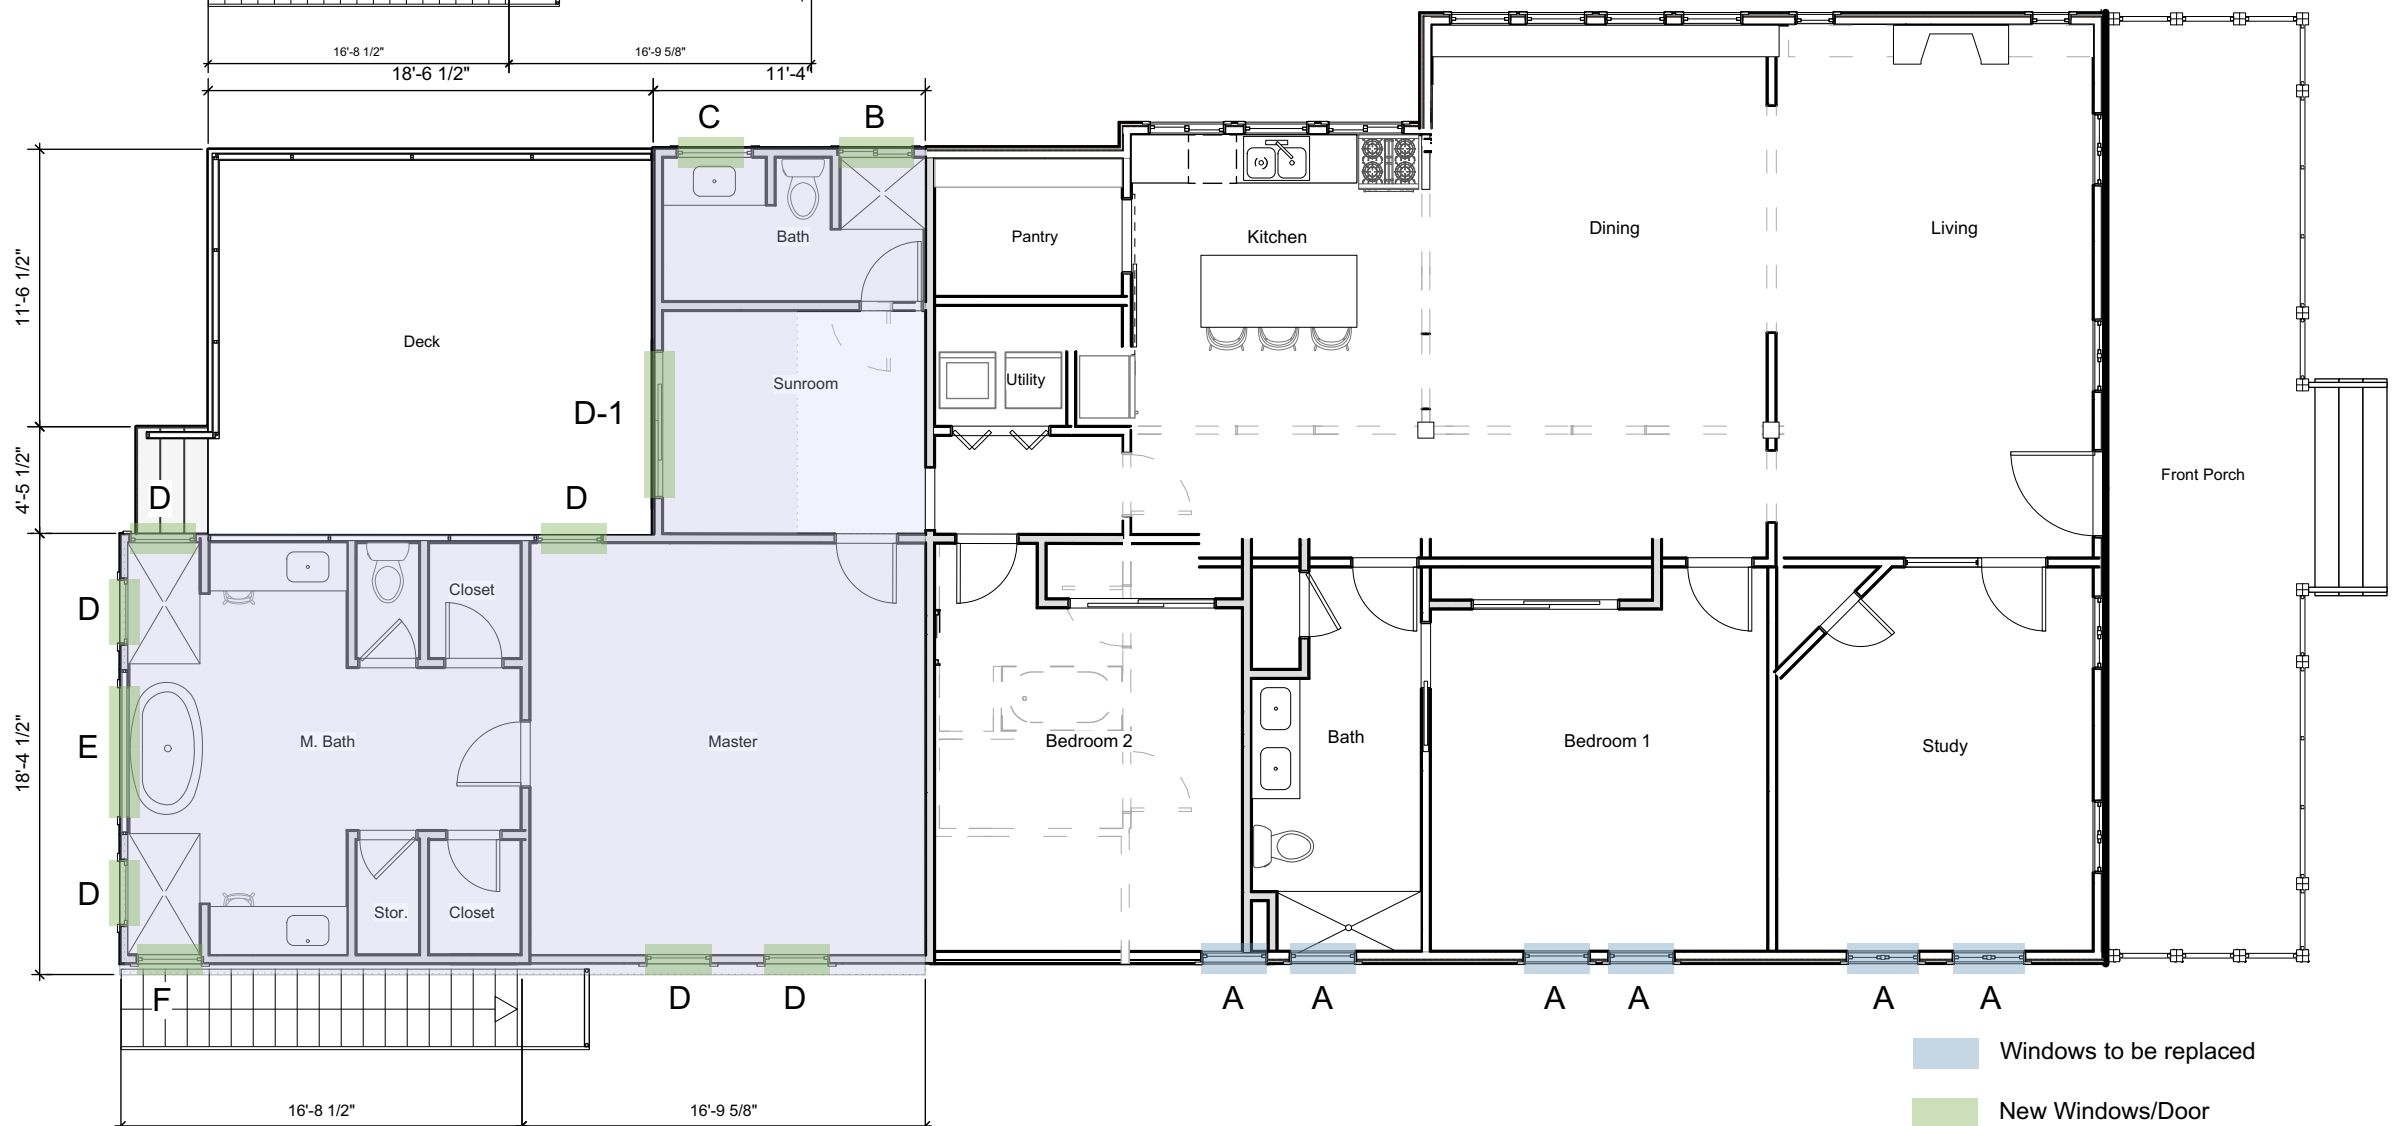 16'-8 1/2"
16'-9 5/8"
18'-6 1/2"
11'-4"
C
B
Bath
Pantry
Kitchen
Dining
Living
11'-6 1/2"
Deck
Sunroom
Utility
D-1
4'-5 1/2"
D
D
Front Porch
D
Closet
18'-4 1/2"
E
M. Bath
Master
Bedroom 2
Bath
Bedroom 1
Study
D
Stor.
Closet
F
D
D
A
A
A
A
A
A
Windows to be replaced
16'-8 1/2"
16'-9 5/8"
New Windows/Door